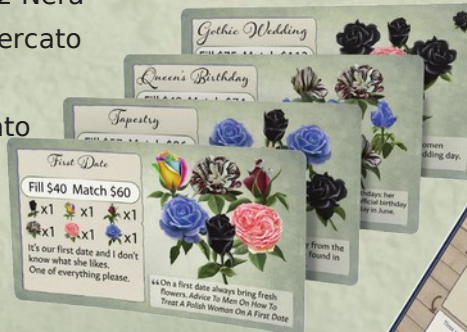 Nera
ercato
ato
Gothic Wedding
Queen's Birthday
Tapestry
First Date
Fill $40 Match $60
x1 x1 x1
x1 x1 x1
It's our first date and I don't
know what she likes.
One of everything please.
“On a first date always bring fresh
flowers. Advice To Men On How To
Treat A Polish Woman On A First Date
omen
dding day.
thdays: her
official birthday
ay in June.
y from the
found in